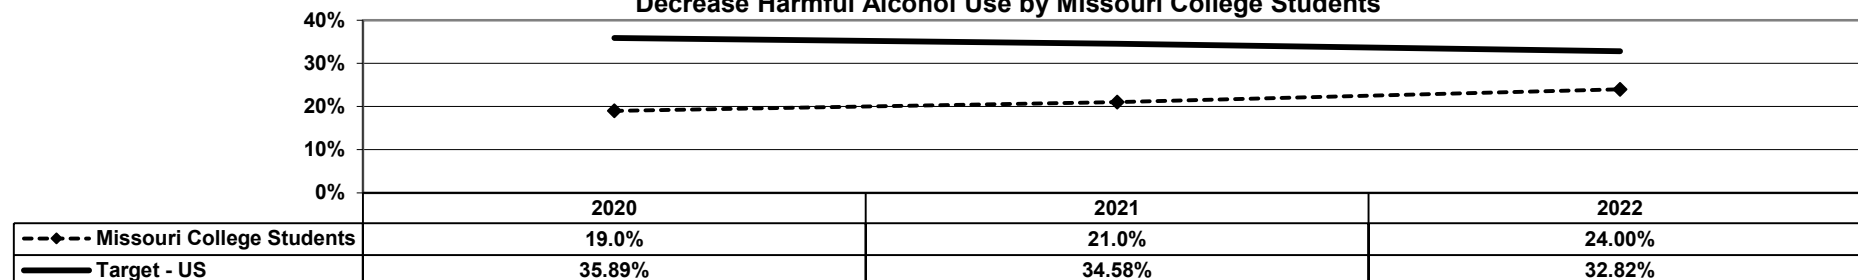 Decrease Harmful Alcohol Use by Missouri College Students
40%
30%
20%
10%
0%
2020 2021 2022
Missouri College Students 19.0% 21.0% 24.00%
Target - US 35.89% 34.58% 32.82%